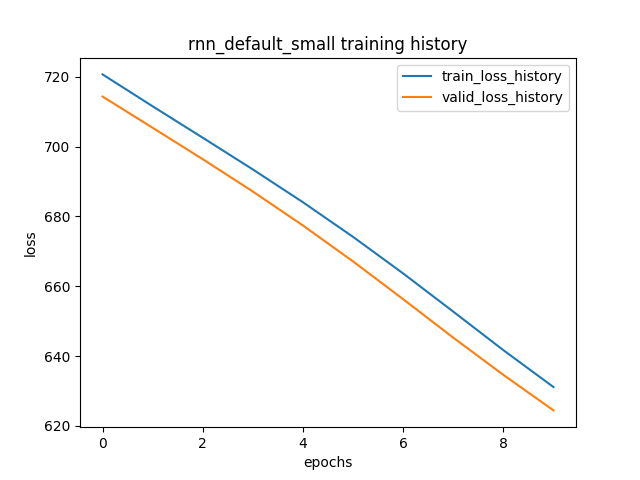 rnn_default_small training history
train_loss_history
valid_loss_history
loss
720
700
680
660
640
620
0 2 4 6 8
epochs